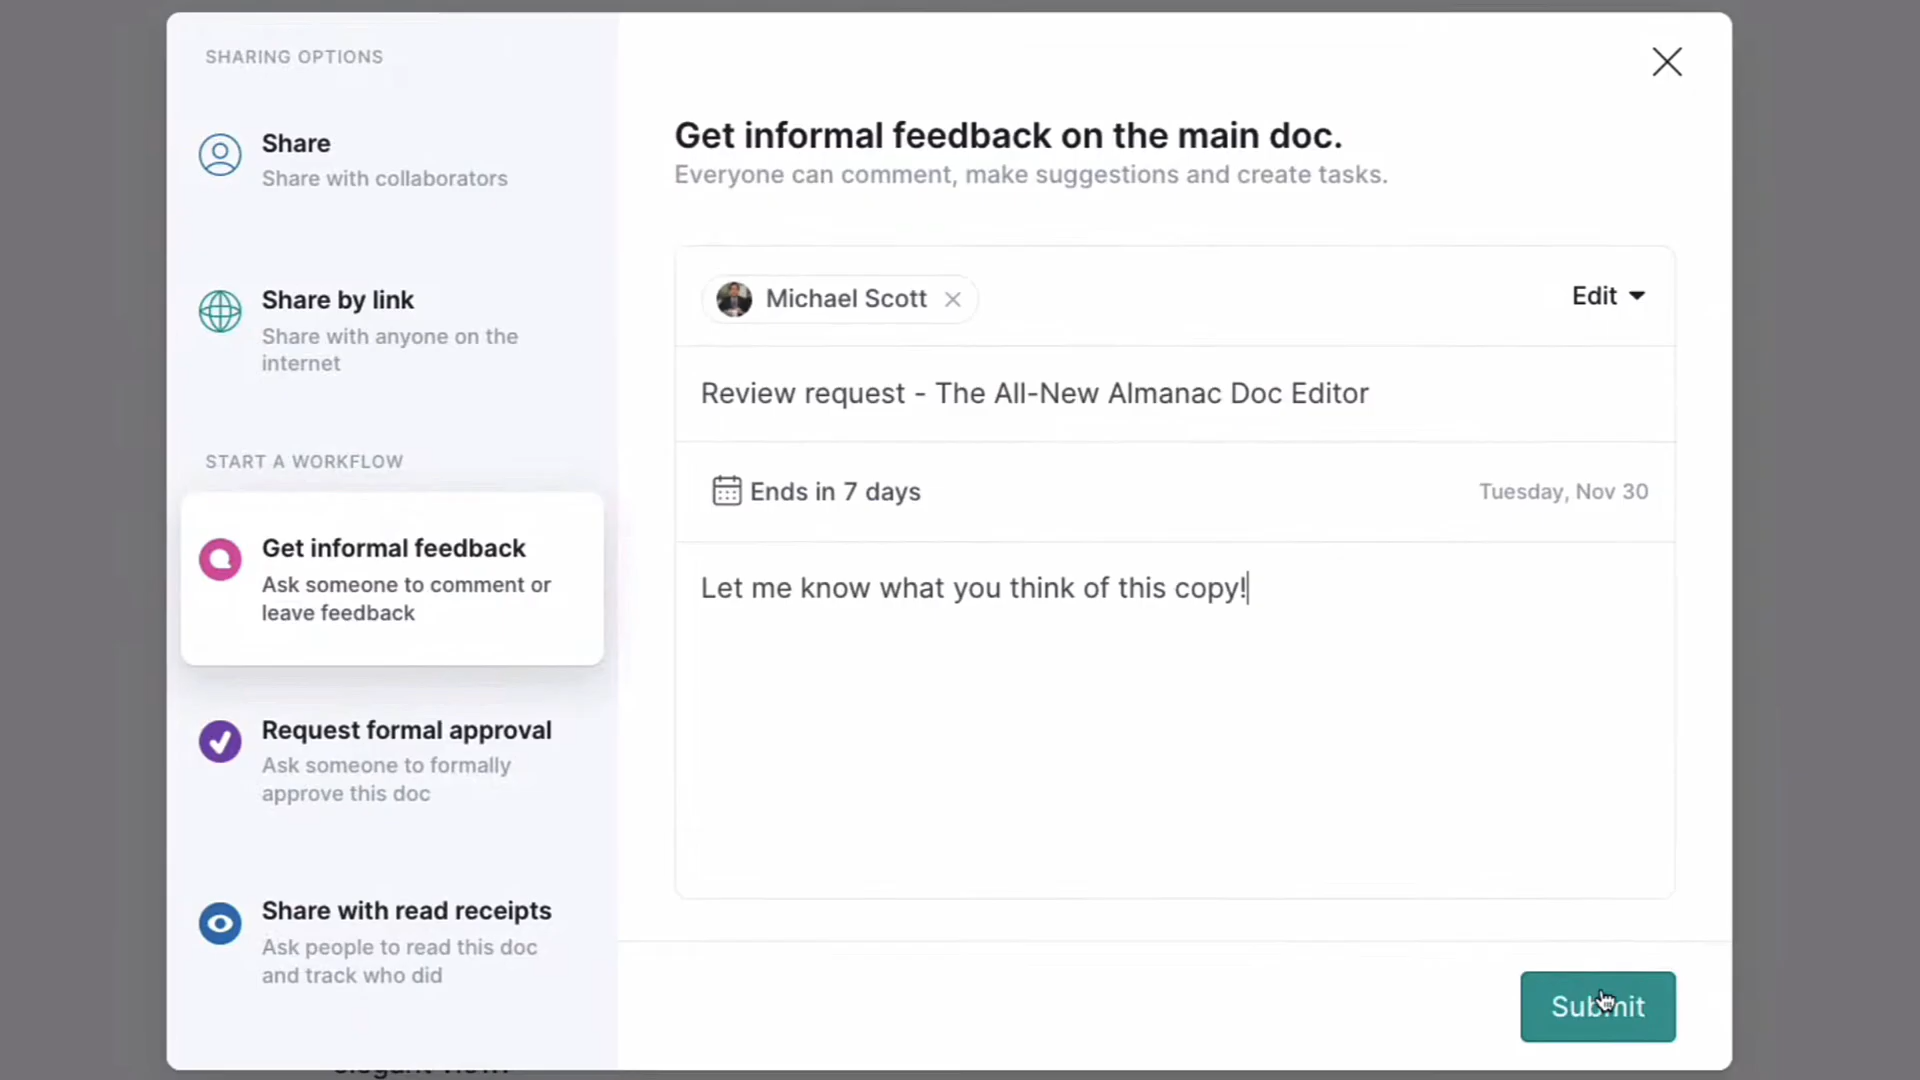 SHARING OPTIONS
Share
Share with collaborators
Share by link
Share with anyone on the
internet
START A WORKFLOW
Get informal feedback
Ask someone to comment or
leave feedback
Request formal approval
Ask someone to formally
approve this doc
Share with read receipts
Ask people to read this doc
and track who did
Get informal feedback on the main doc.
Everyone can comment, make suggestions and create tasks.
Michael Scott
Edit
Review request - The All-New Almanac Doc Editor
Ends in 7 days
Tuesday, Nov 30
Let me know what you think of this copy!
Submit